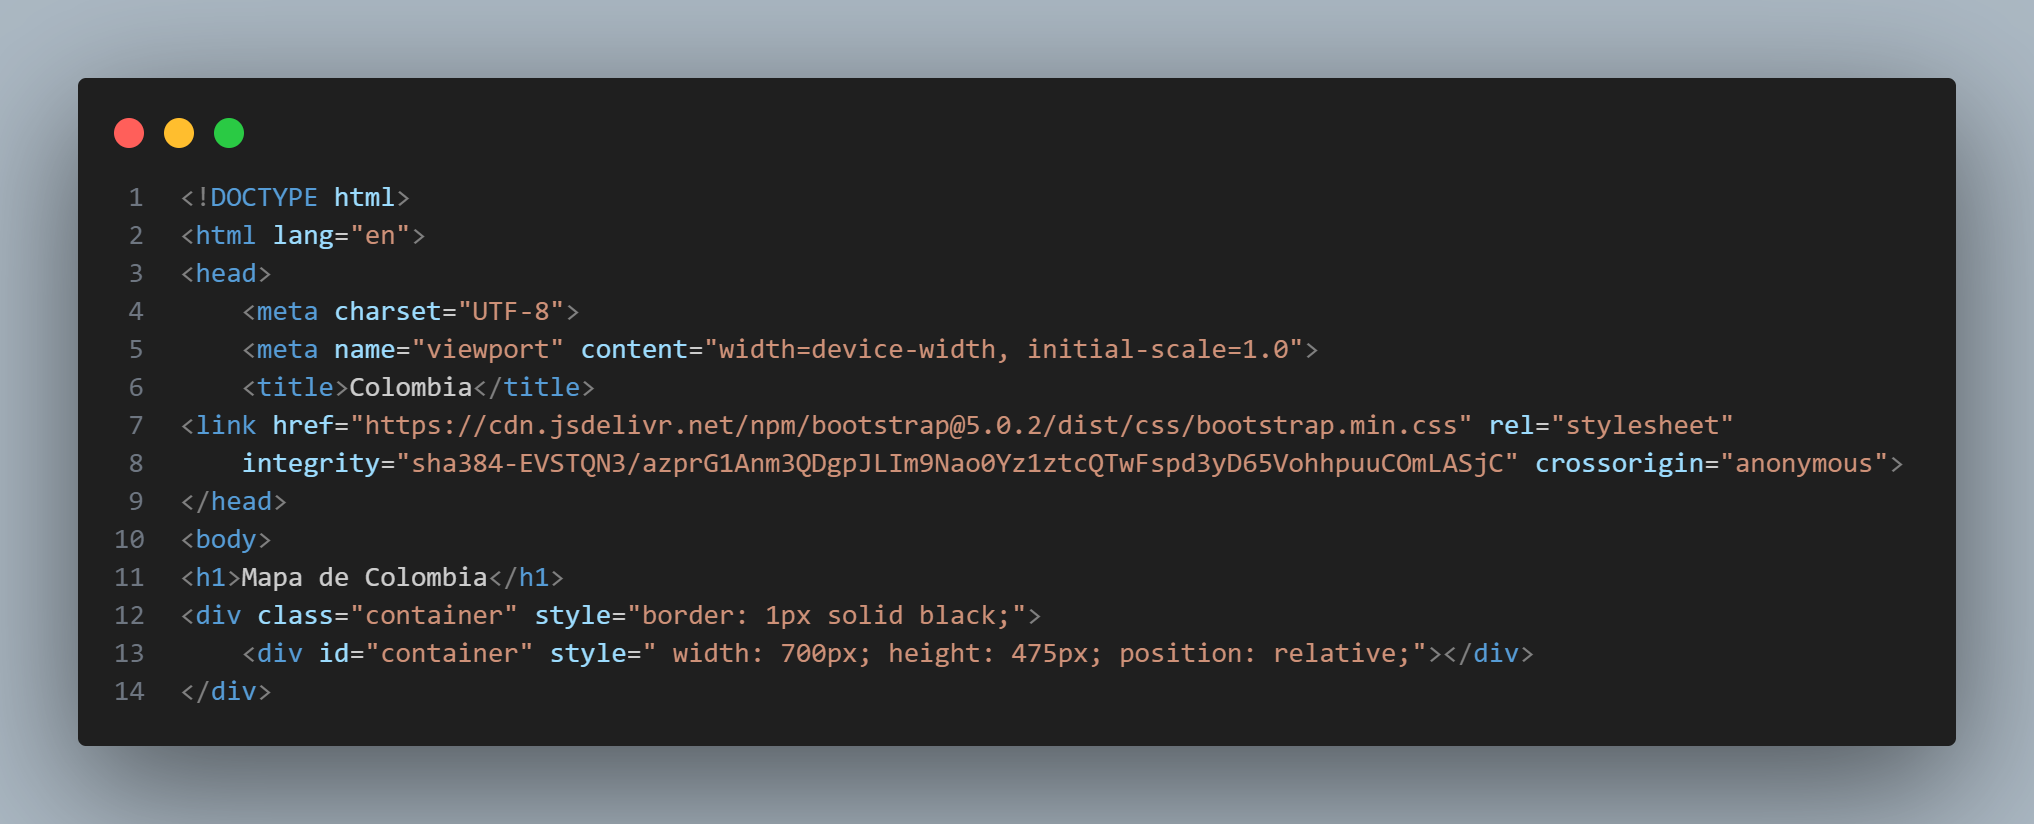 1 <!DOCTYPE html>
2 <html lang="en">
3 <head>
4     <meta charset="UTF-8">
5     <meta name="viewport" content="width=device-width, initial-scale=1.0">
6     <title>Colombia</title>
7 <link href="https://cdn.jsdelivr.net/npm/bootstrap@5.0.2/dist/css/bootstrap.min.css" rel="stylesheet"
8     integrity="sha384-EVSTQN3/azprG1Anm3QDgpJLIm9Nao0Yz1ztcQTwFspd3yD65VohhpuuCOmLASjC" crossorigin="anonymous">
9 </head>
10 <body>
11 <h1>Mapa de Colombia</h1>
12 <div class="container" style="border: 1px solid black;">
13     <div id="container" style=" width: 700px; height: 475px; position: relative;"></div>
14 </div>